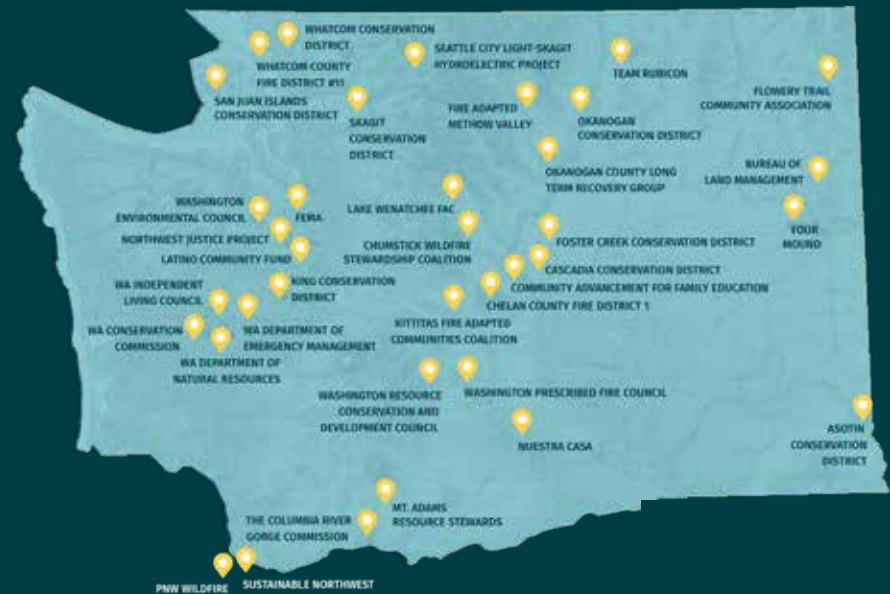 WHATCOM CONSERVATION
DISTRICT
WHATCOM COUNTY
FIRE DISTRICT #11
SAN JUAN ISLANDS
CONSERVATION DISTRICT
SEATTLE CITY LIGHT-SKAGIT
HYDROELECTRIC PROJECT
SKAGIT
CONSERVATION
DISTRICT
TEAM RUBICON
FLOWERY TRAIL
COMMUNITY ASSOCIATION
FIRE ADAPTED
METHOW VALLEY
OKANOGAN
CONSERVATION DISTRICT
OKANOGAN COUNTY LONG
TERM RECOVERY GROUP
BUREAU OF
LAND MANAGEMENT
FOUR
MOUND
WASHINGTON
ENVIRONMENTAL COUNCIL
FEMA
LAKE WENATCHEE FAC
NORTHWEST JUSTICE PROJECT
LATINO COMMUNITY FUND
CHUMSTICK WILDFIRE
STEWARDSHIP COALITION
FOSTER CREEK CONSERVATION DISTRICT
CASCADIA CONSERVATION DISTRICT
COMMUNITY ADVANCEMENT FOR FAMILY EDUCATION
CHELAN COUNTY FIRE DISTRICT 1
WA INDEPENDENT
LIVING COUNCIL
KING CONSERVATION
DISTRICT
WA CONSERVATION
COMMISSION
WA DEPARTMENT OF
EMERGENCY MANAGEMENT
WA DEPARTMENT OF
NATURAL RESOURCES
KITTITAS FIRE ADAPTED
COMMUNITIES COALITION
WASHINGTON RESOURCE
CONSERVATION AND
DEVELOPMENT COUNCIL
WASHINGTON PRESCRIBED FIRE COUNCIL
NUESTRA CASA
ASOTIN
CONSERVATION
DISTRICT
MT. ADAMS
RESOURCE STEWARDS
THE COLUMBIA RIVER
GORGE COMMISSION
PNW WILDFIRE
SUSTAINABLE NORTHWEST